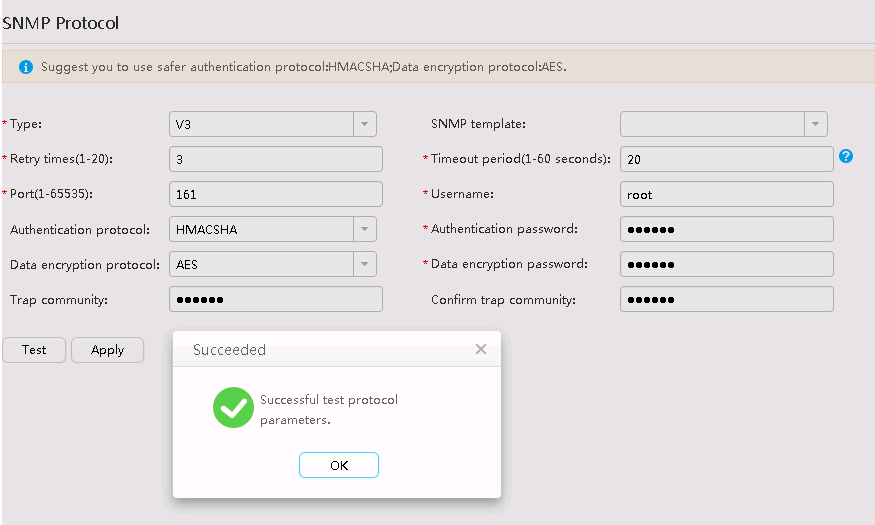 SNMP Protocol
Suggest you to use safer authentication protocol:HMACSHA;Data encryption protocol:AES.
* Type: V3 SNMP template:
* Retry times(1-20): 3 * Timeout period(1-60 seconds): 20 ?
* Port(1-65535): 161 * Username: root
Authentication protocol: HMACSHA * Authentication password: ●●●●●●
Data encryption protocol: AES * Data encryption password: ●●●●●●
Trap community: ●●●●●● Confirm trap community: ●●●●●●
Test Apply
Succeeded
Successful test protocol
parameters.
OK